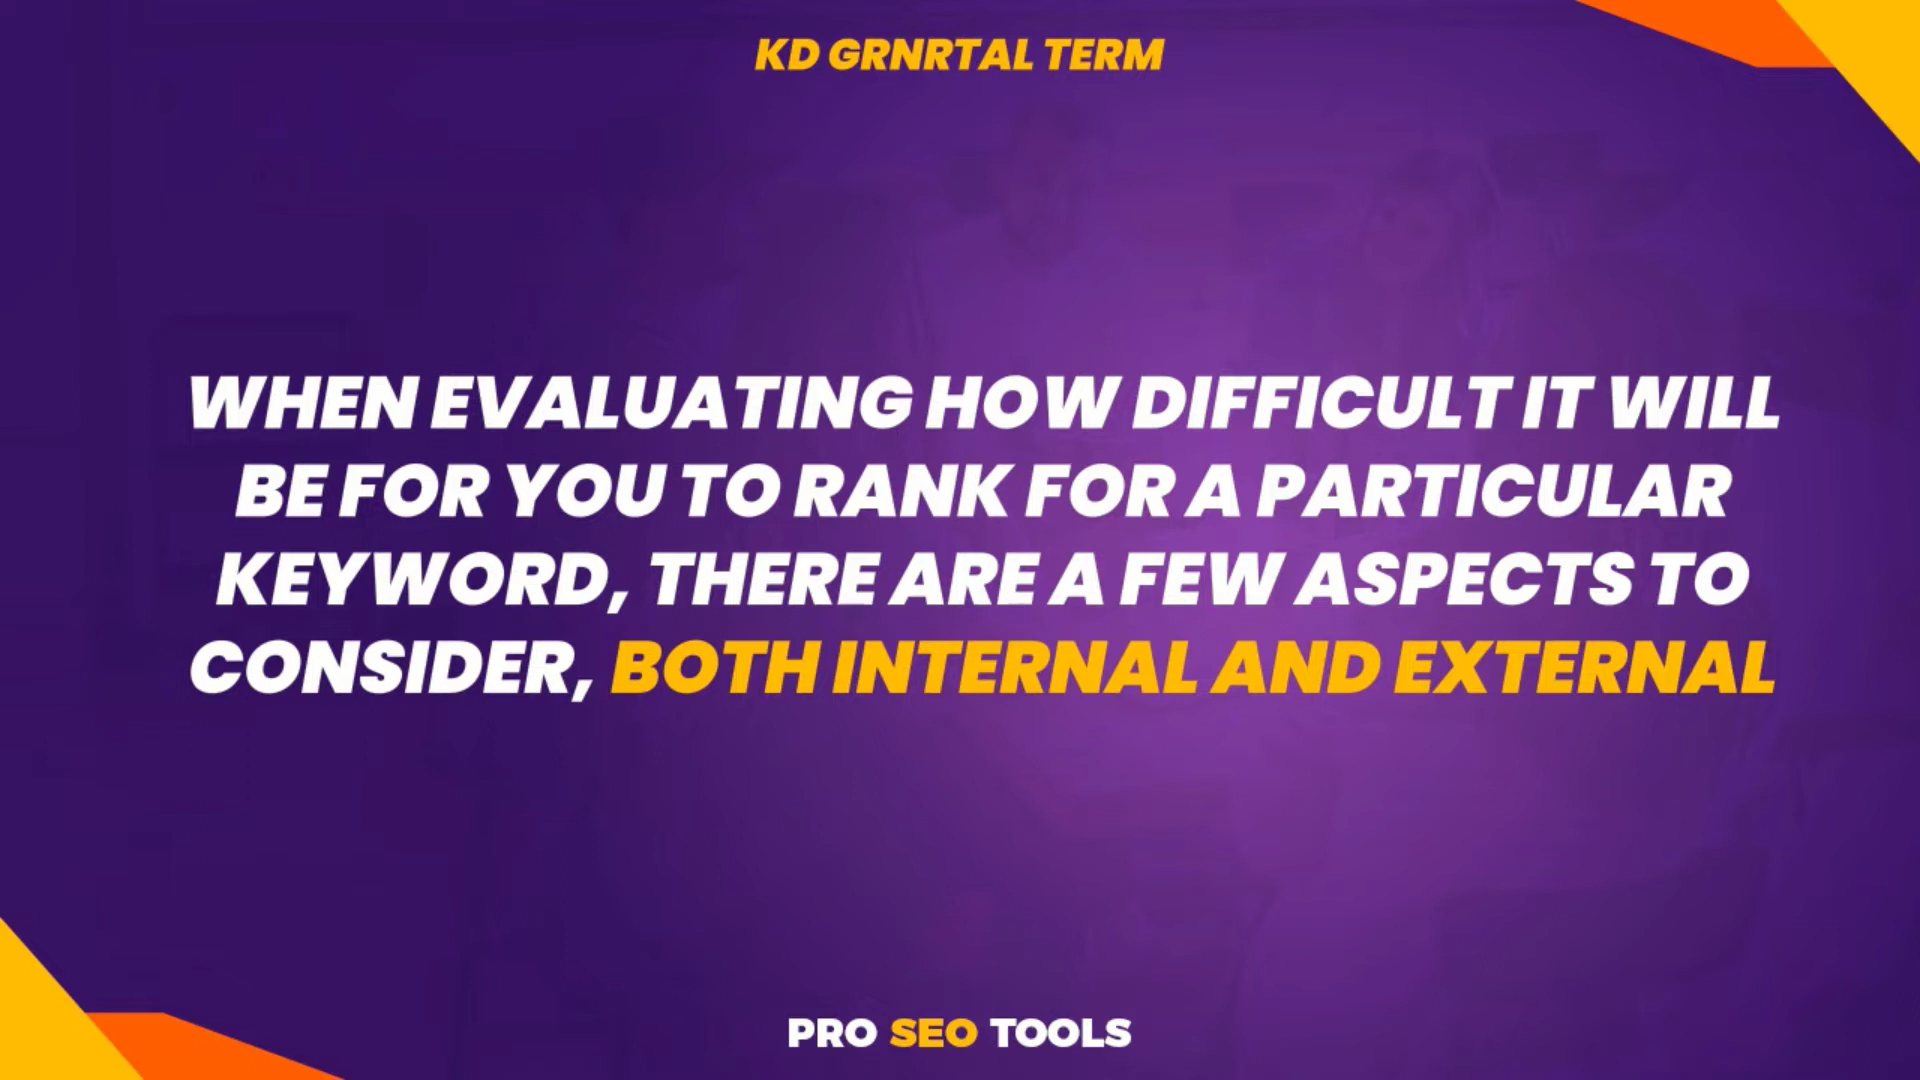 KD GRNRTAL TERM
WHEN EVALUATING HOW DIFFICULT IT WILL
BE FOR YOU TO RANK FOR A PARTICULAR
KEYWORD, THERE ARE A FEW ASPECTS TO
CONSIDER, BOTH INTERNAL AND EXTERNAL
PRO SEO TOOLS